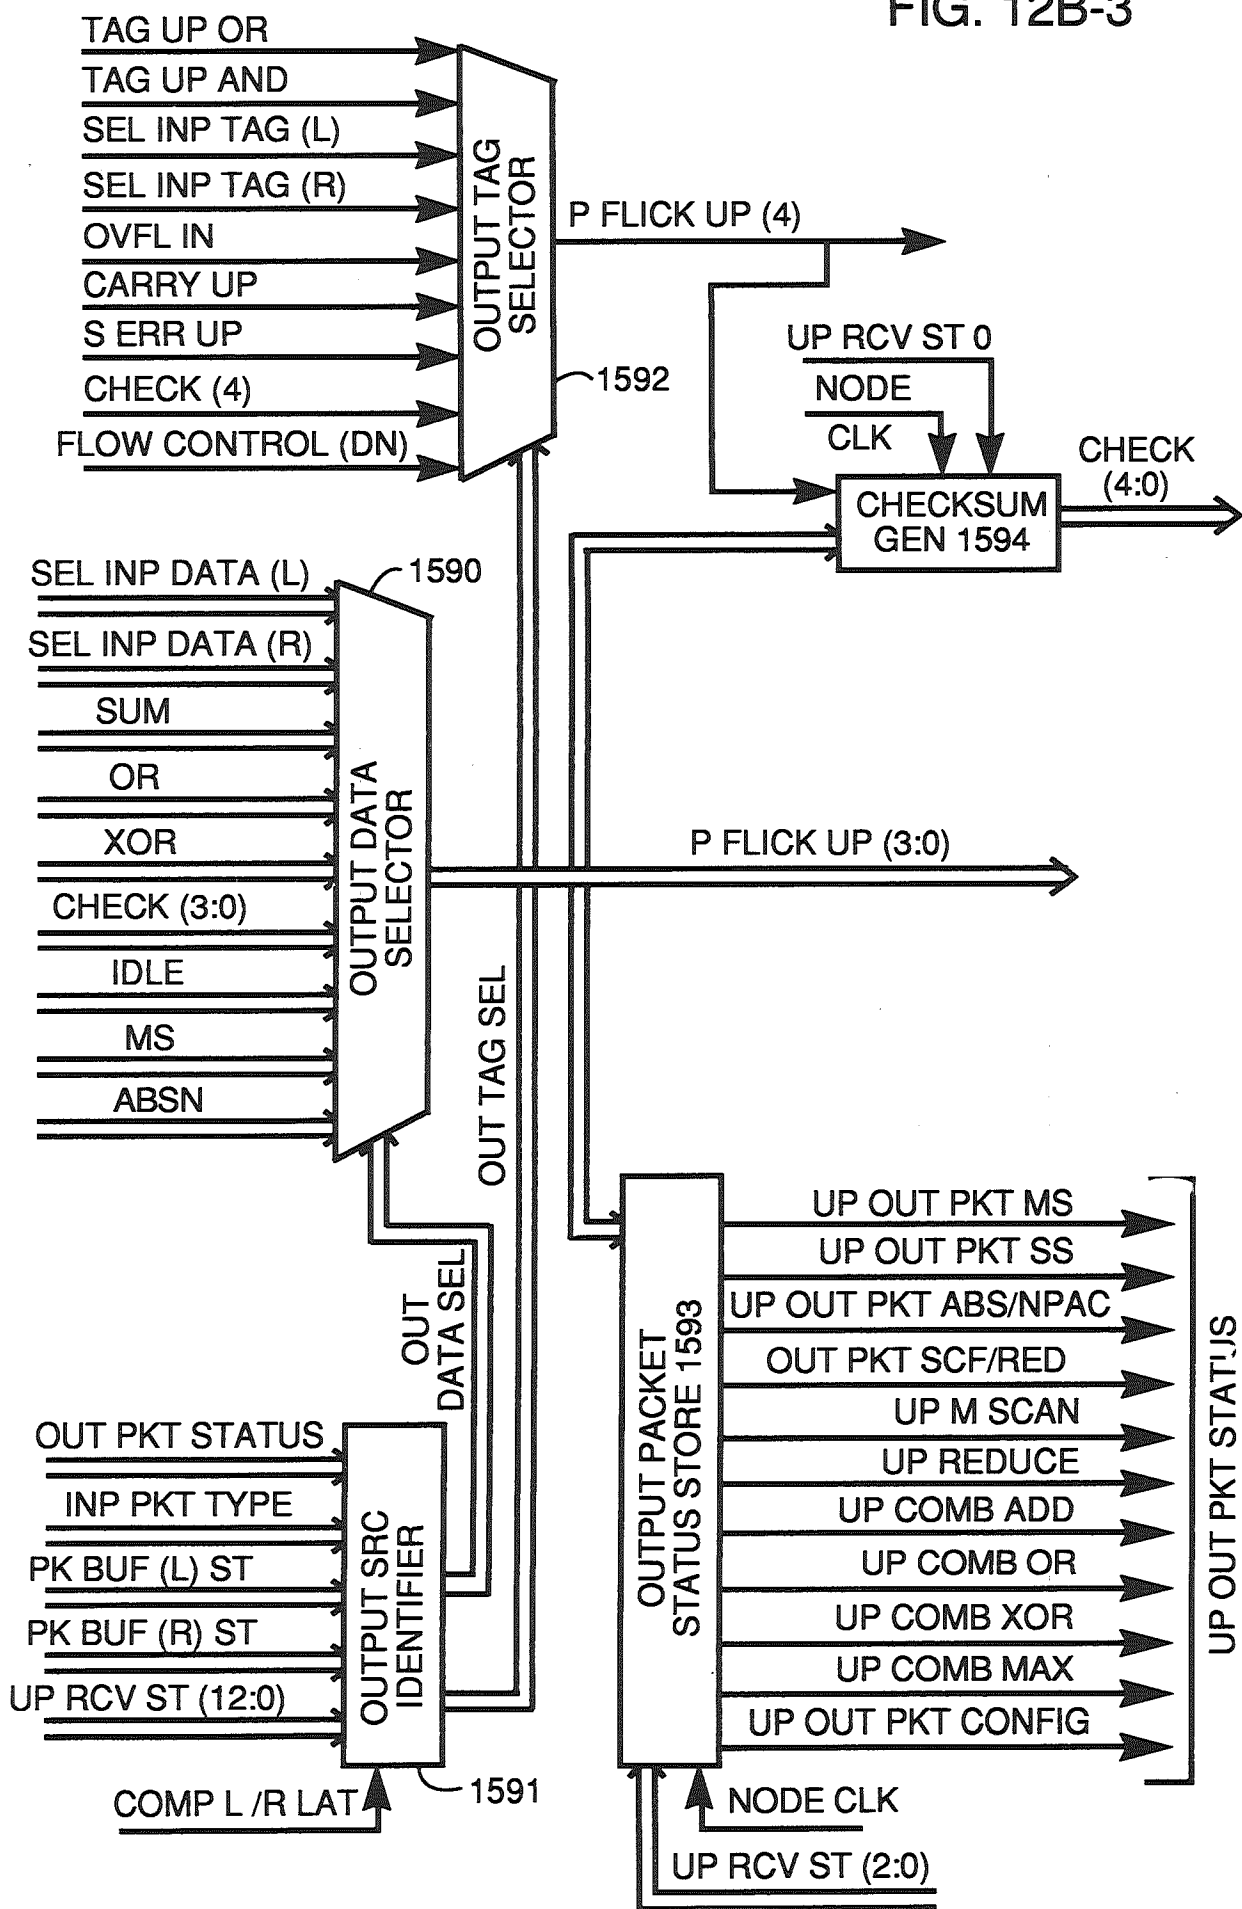 FIG. 12B-3
TAG UP OR
TAG UP AND
SEL INP TAG (L)
SEL INP TAG (R)
OVFL IN
CARRY UP
S ERR UP
CHECK (4)
FLOW CONTROL (DN)
OUTPUT TAG
SELECTOR
1592
P FLICK UP (4)
UP RCV ST 0
NODE
CLK
CHECKSUM
GEN 1594
CHECK
(4:0)
SEL INP DATA (L)
SEL INP DATA (R)
SUM
OR
XOR
CHECK (3:0)
IDLE
MS
ABSN
1590
OUTPUT DATA
SELECTOR
P FLICK UP (3:0)
OUT TAG SEL
OUT
DATA SEL
OUT PKT STATUS
INP PKT TYPE
PK BUF (L) ST
PK BUF (R) ST
UP RCV ST (12:0)
OUTPUT SRC
IDENTIFIER
1591
COMP L /R LAT
OUTPUT PACKET
STATUS STORE 1593
UP OUT PKT MS
UP OUT PKT SS
UP OUT PKT ABS/NPAC
OUT PKT SCF/RED
UP M SCAN
UP REDUCE
UP COMB ADD
UP COMB OR
UP COMB XOR
UP COMB MAX
UP OUT PKT CONFIG
UP OUT PKT STATUS
NODE CLK
UP RCV ST (2:0)